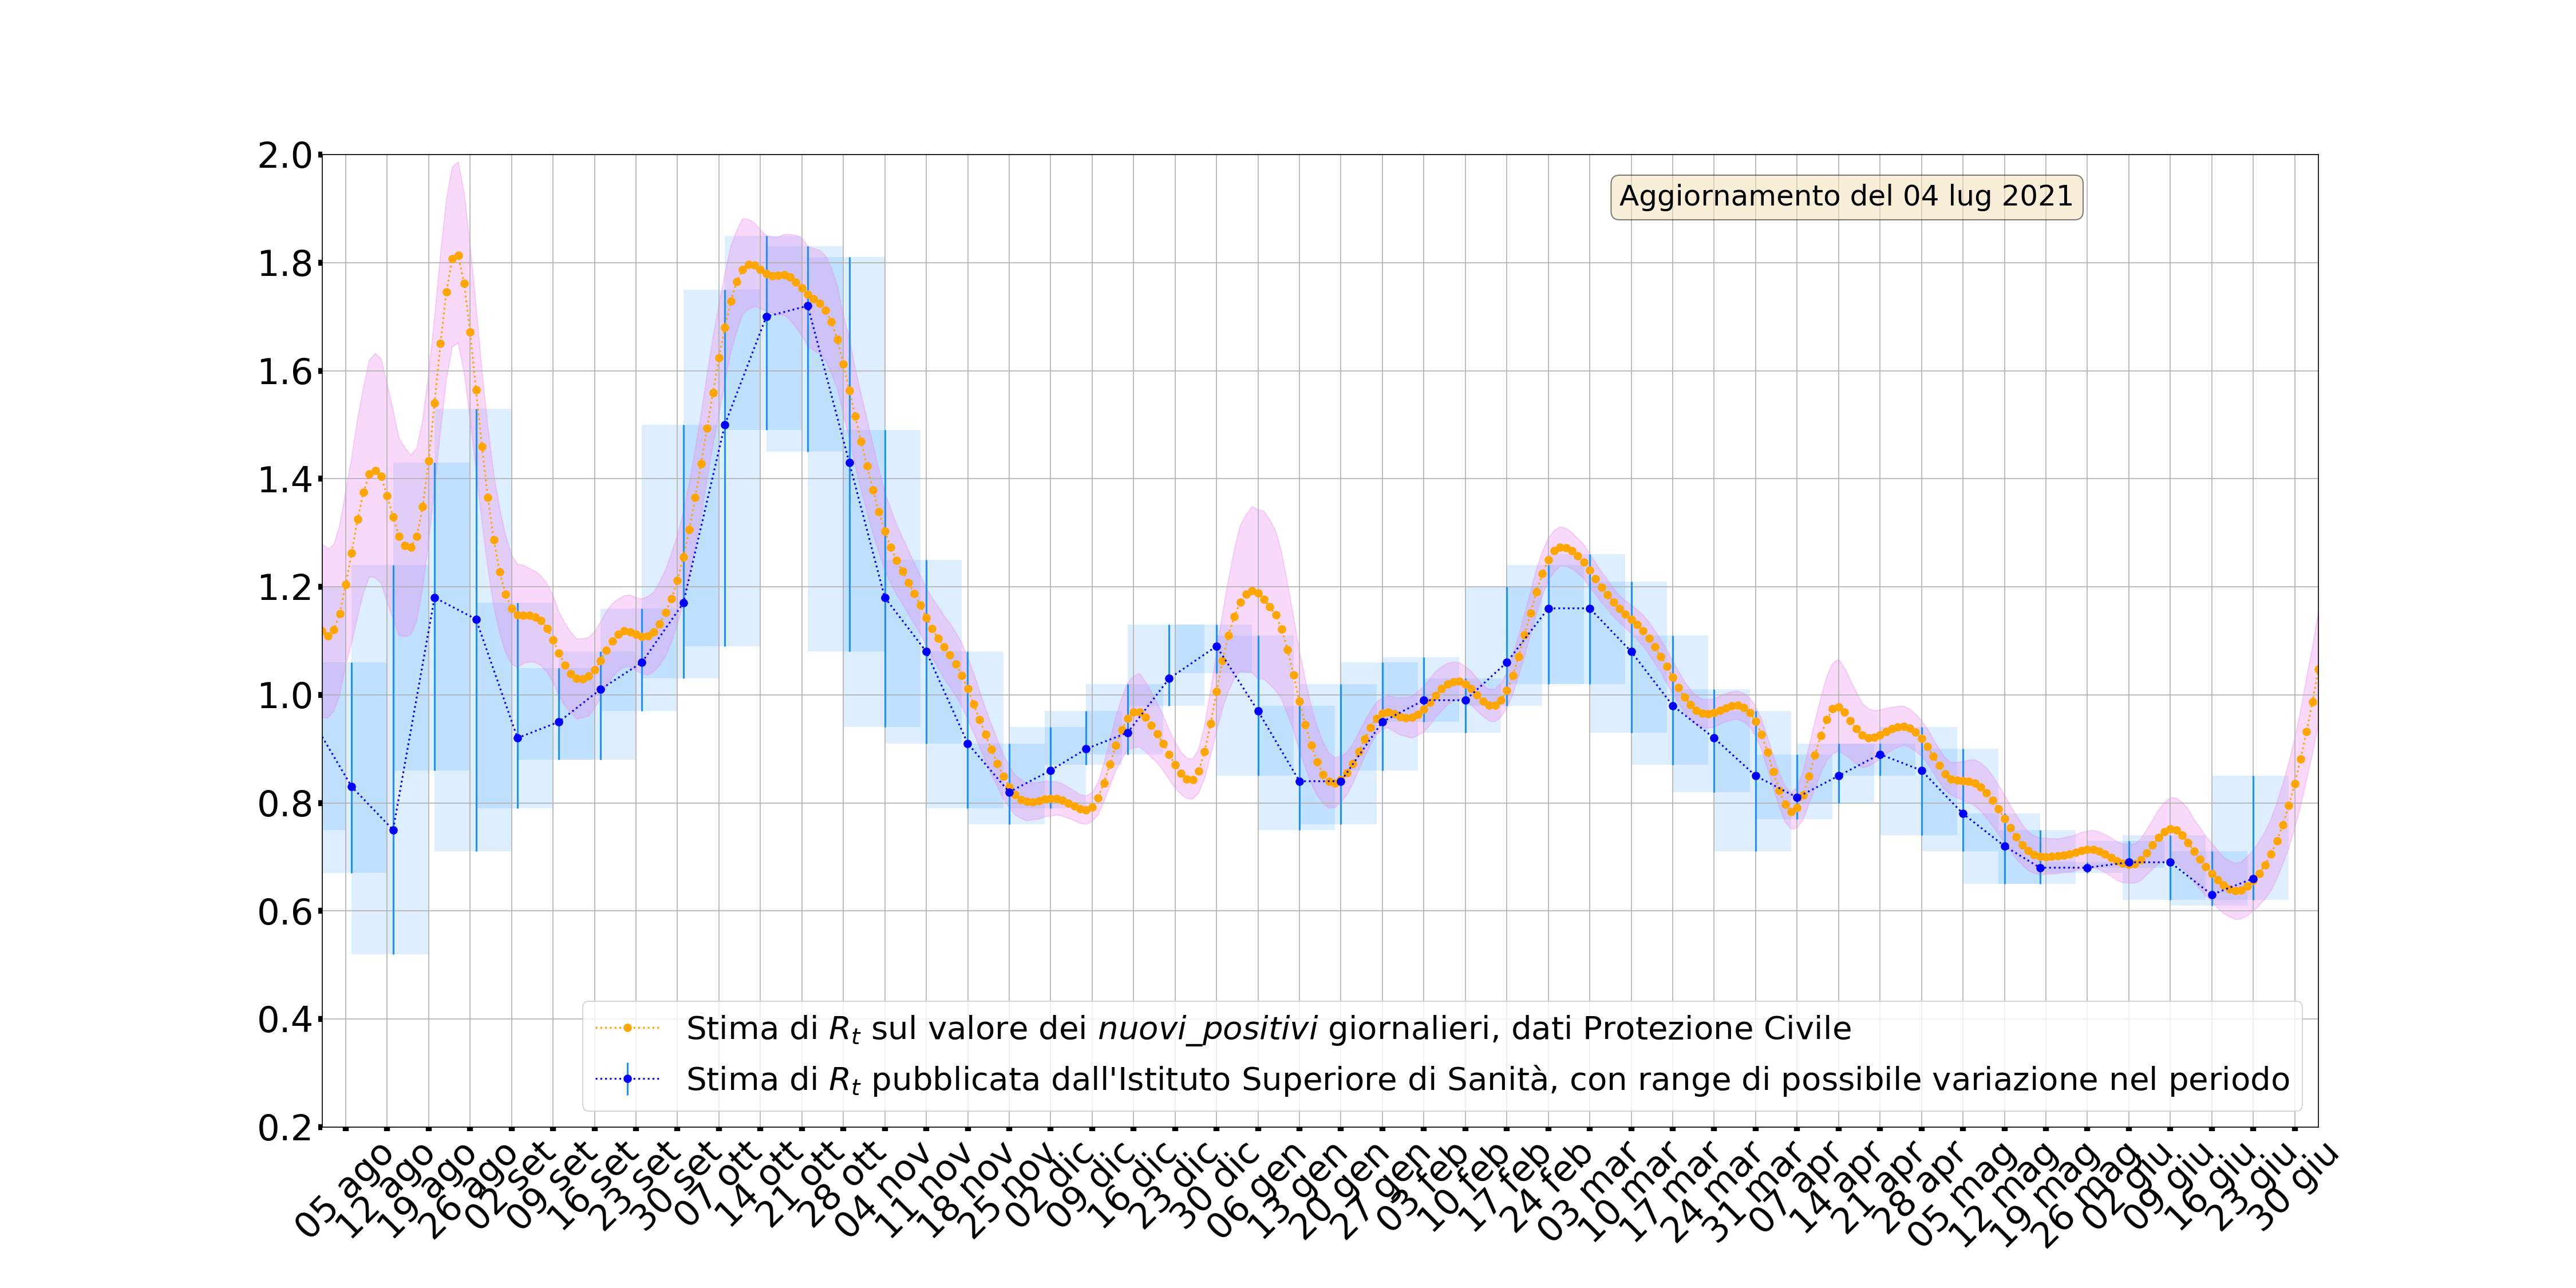 2.0
Aggiornamento del 04 lug 2021
1.8
1.6
1.4
1.2
1.0
0.8
0.6
0.4
Stima di Rt sul valore dei nuovi_positivi giornalieri, dati Protezione Civile
Stima di Rt pubblicata dall'Istituto Superiore di Sanità, con range di possibile variazione nel periodo
0.2
05 ago
12 ago
19 ago
26 ago
02 set
09 set
16 set
23 set
30 set
07 ott
14 ott
21 ott
28 ott
04 nov
11 nov
18 nov
25 nov
02 dic
09 dic
16 dic
23 dic
30 dic
06 gen
13 gen
20 gen
27 gen
03 feb
10 feb
17 feb
24 feb
03 mar
10 mar
17 mar
24 mar
31 mar
07 apr
14 apr
21 apr
28 apr
05 mag
12 mag
19 mag
26 mag
02 giu
09 giu
16 giu
23 giu
30 giu